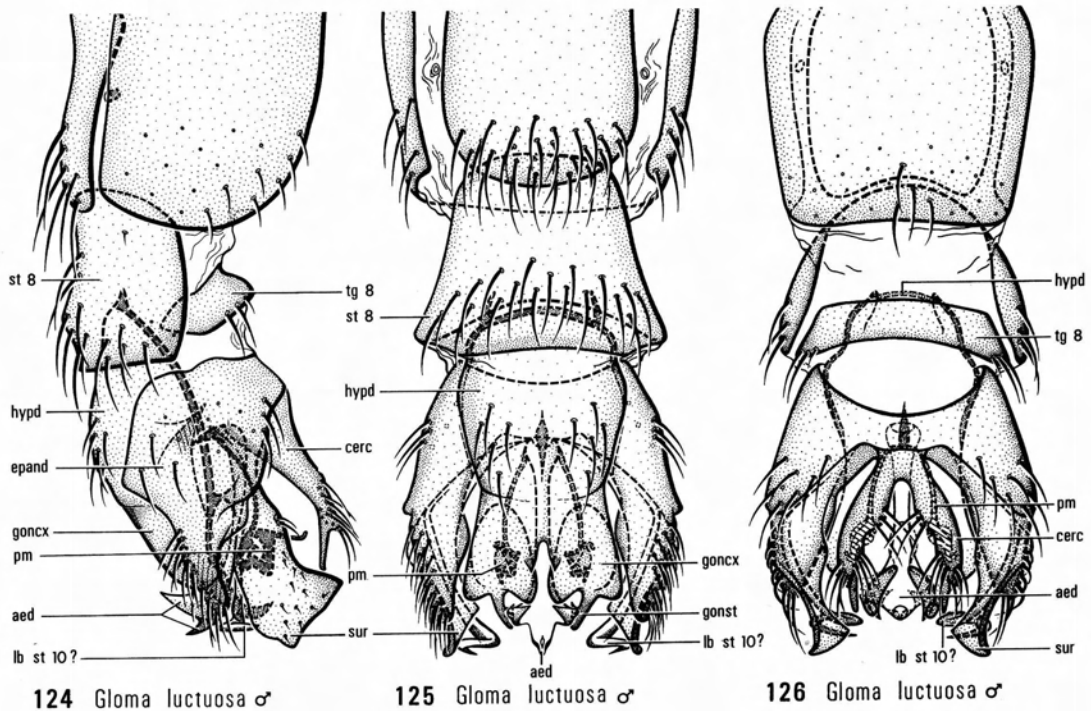 st 8
tg 8
hypd
epand
cerc
goncx
pm
aed
lb st 10?
sur
124 Gloma luctuosa ♂
st 8
hypd
pm
goncx
gonst
lb st 10?
aed
125 Gloma luctuosa ♂
hypd
tg 8
pm
cerc
aed
lb st 10?
sur
126 Gloma luctuosa ♂